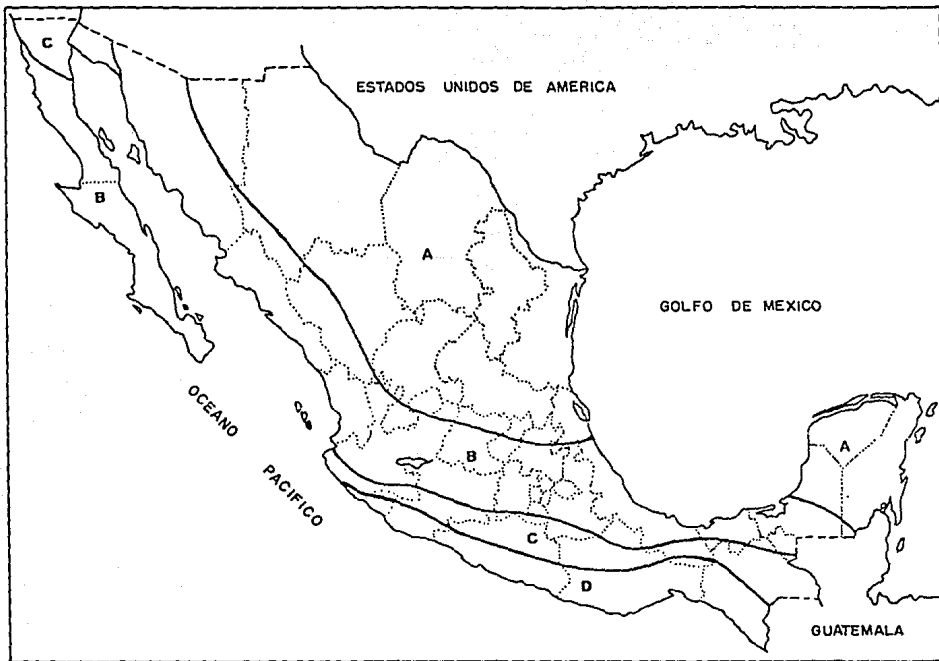 C
ESTADOS UNIDOS DE AMERICA
B
A
GOLFO DE MEXICO
OCEANO
PACIFICO
B
A
C
D
GUATEMALA